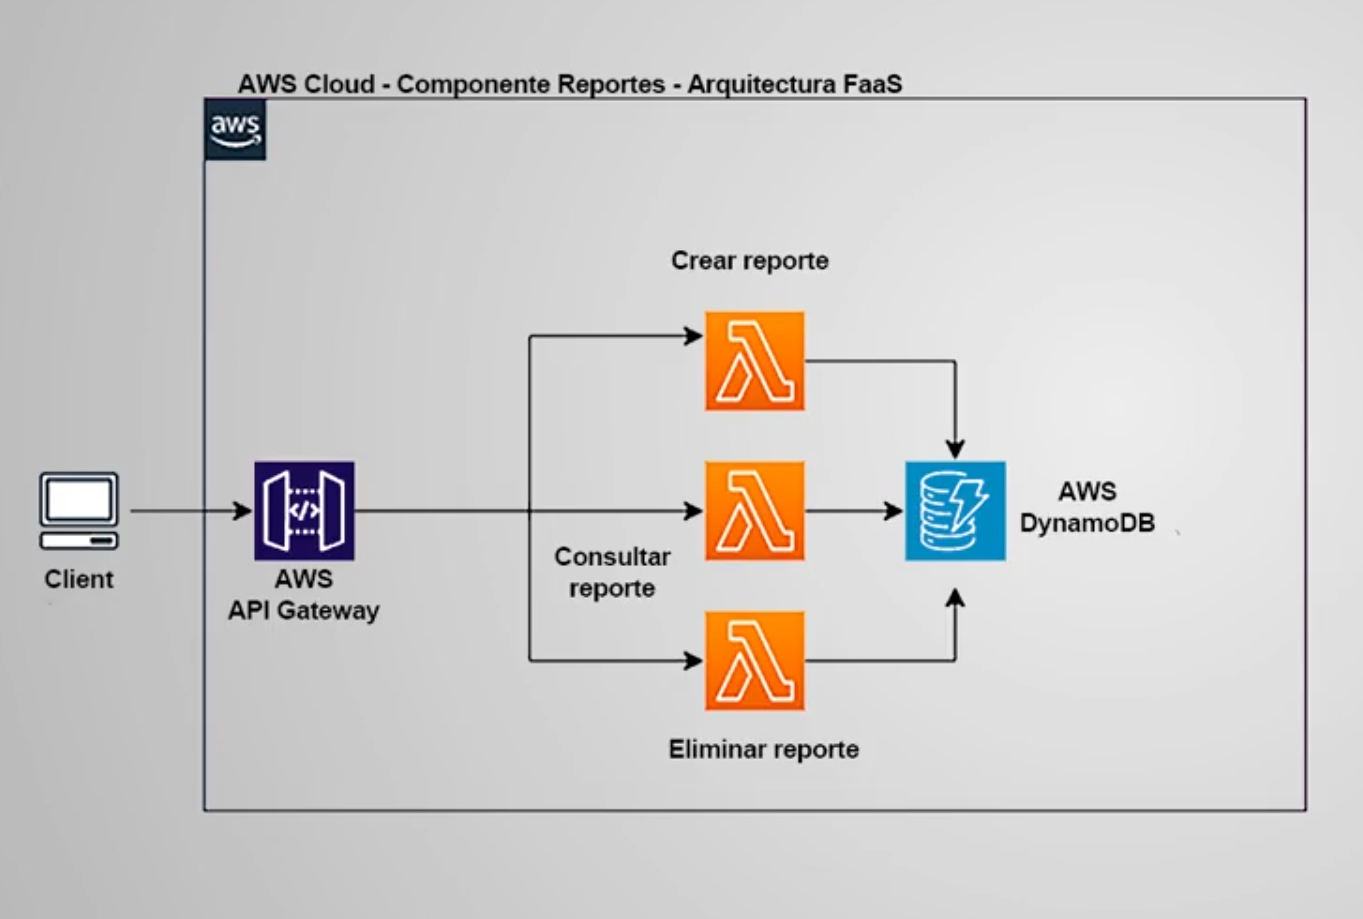 AWS Cloud - Componente Reportes - Arquitectura FaaS
aws
Crear reporte
Client
AWS
API Gateway
</>
Consultar
reporte
AWS
DynamoDB
Eliminar reporte